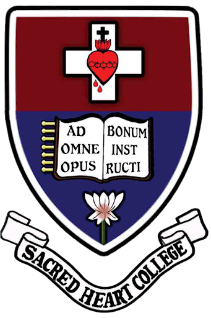 AD BONUM
OMNE INST
OPUS RUCTI
SACRED HEART COLLEGE